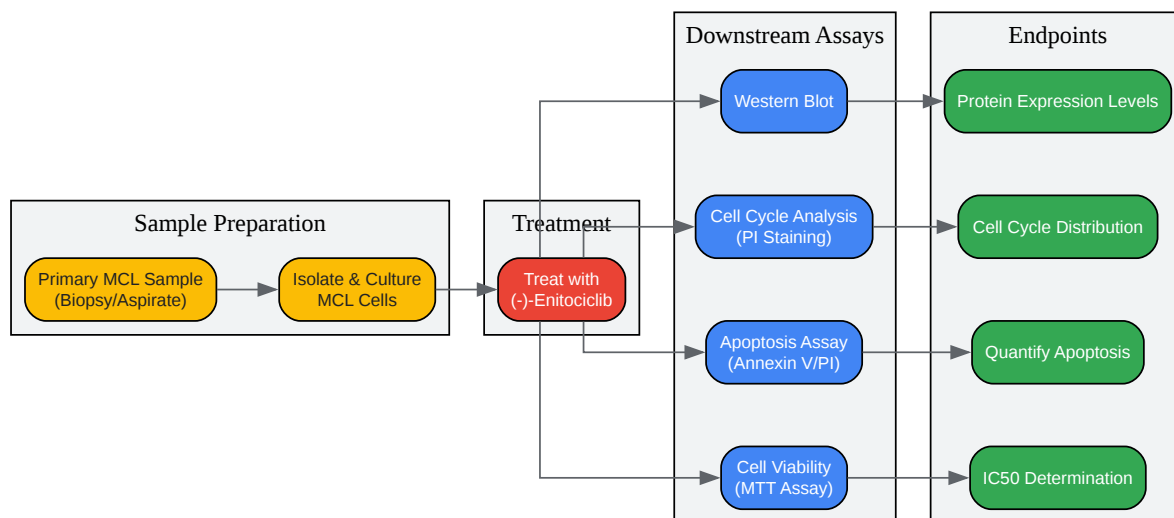 Sample Preparation
Primary MCL Sample
(Biopsy/Aspirate)
Isolate & Culture
MCL Cells
Treatment
Treat with
(-)-Enitociclib
Downstream Assays
Western Blot
Cell Cycle Analysis
(PI Staining)
Apoptosis Assay
(Annexin V/PI)
Cell Viability
(MTT Assay)
Endpoints
Protein Expression Levels
Cell Cycle Distribution
Quantify Apoptosis
IC50 Determination